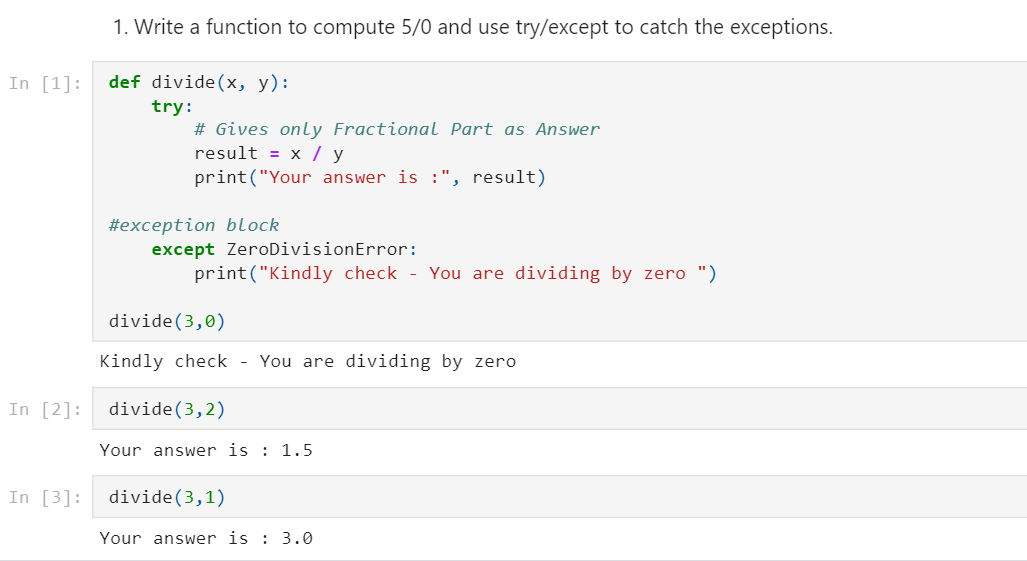 1. Write a function to compute 5/0 and use try/except to catch the exceptions.
In [1]:
def divide(x, y):
    try:
        # Gives only Fractional Part as Answer
        result = x / y
        print("Your answer is :", result)
#exception block
    except ZeroDivisionError:
        print("Kindly check - You are dividing by zero ")
divide(3,0)
Kindly check - You are dividing by zero
In [2]: divide(3,2)
Your answer is : 1.5
In [3]: divide(3,1)
Your answer is : 3.0